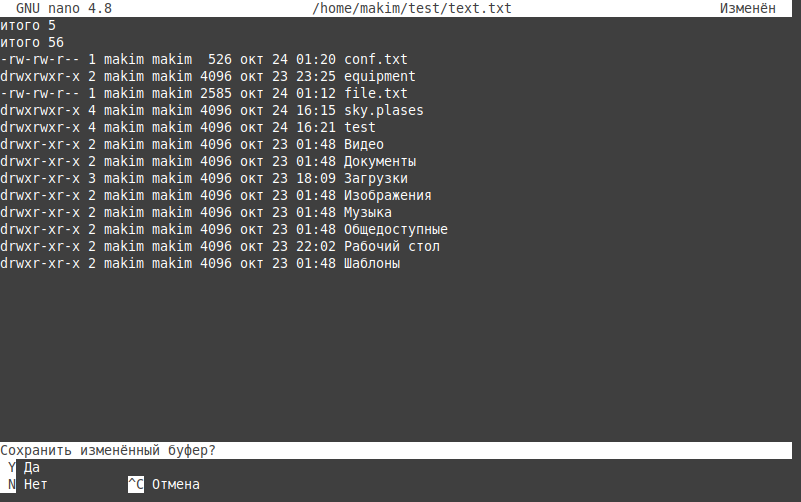 GNU nano 4.8 /home/makim/test/text.txt Изменён
итого 5
итого 56
-rw-rw-r-- 1 makim makim  526 окт 24 01:20 conf.txt
drwxrwxr-x 2 makim makim 4096 окт 23 23:25 equipment
-rw-rw-r-- 1 makim makim 2585 окт 24 01:12 file.txt
drwxrwxr-x 4 makim makim 4096 окт 24 16:15 sky.plases
drwxrwxr-x 4 makim makim 4096 окт 24 16:21 test
drwxr-xr-x 2 makim makim 4096 окт 23 01:48 Видео
drwxr-xr-x 2 makim makim 4096 окт 23 01:48 Документы
drwxr-xr-x 3 makim makim 4096 окт 23 18:09 Загрузки
drwxr-xr-x 2 makim makim 4096 окт 23 01:48 Изображения
drwxr-xr-x 2 makim makim 4096 окт 23 01:48 Музыка
drwxr-xr-x 2 makim makim 4096 окт 23 01:48 Общедоступные
drwxr-xr-x 2 makim makim 4096 окт 23 22:02 Рабочий стол
drwxr-xr-x 2 makim makim 4096 окт 23 01:48 Шаблоны
Сохранить изменённый буфер?
Y Да
N Нет ^C Отмена